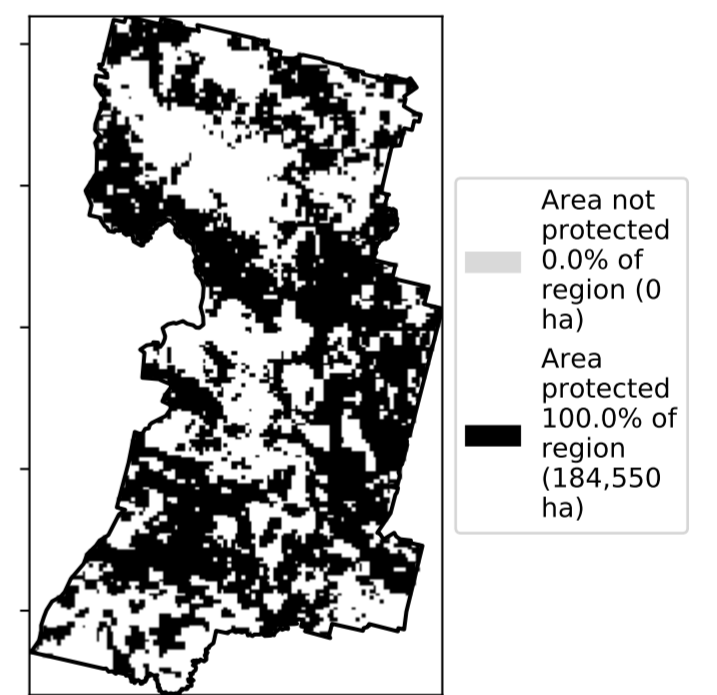 Area not
protected
0.0% of
region (0
ha)
Area
protected
100.0% of
region
(184,550
ha)